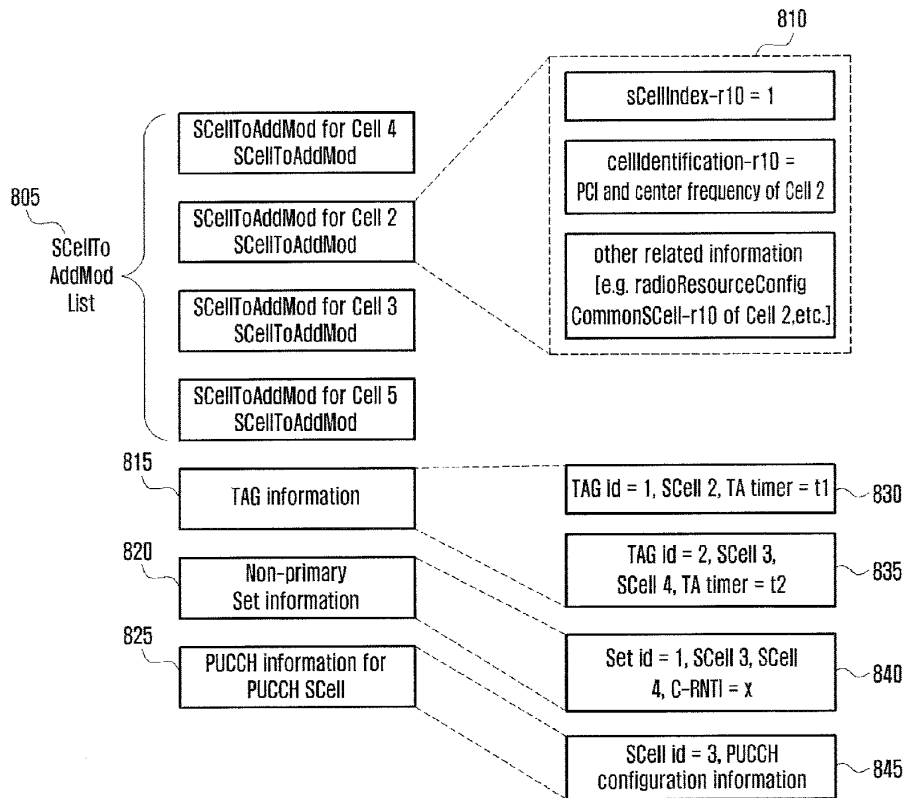 810
sCellIndex-r10 = 1
cellIdentification-r10 =
PCI and center frequency of Cell 2
other related information
[e.g. radioResourceConfig
CommonSCell-r10 of Cell 2,etc.]
805
SCellTo
AddMod
List
SCellToAddMod for Cell 4
SCellToAddMod
SCellToAddMod for Cell 2
SCellToAddMod
SCellToAddMod for Cell 3
SCellToAddMod
SCellToAddMod for Cell 5
SCellToAddMod
815
TAG information
820
Non-primary
Set information
825
PUCCH information for
PUCCH SCell
TAG id = 1, SCell 2, TA timer = t1
830
TAG id = 2, SCell 3,
SCell 4, TA timer = t2
835
Set id = 1, SCell 3, SCell
4, C-RNTI = x
840
SCell id = 3, PUCCH
configuration information
845